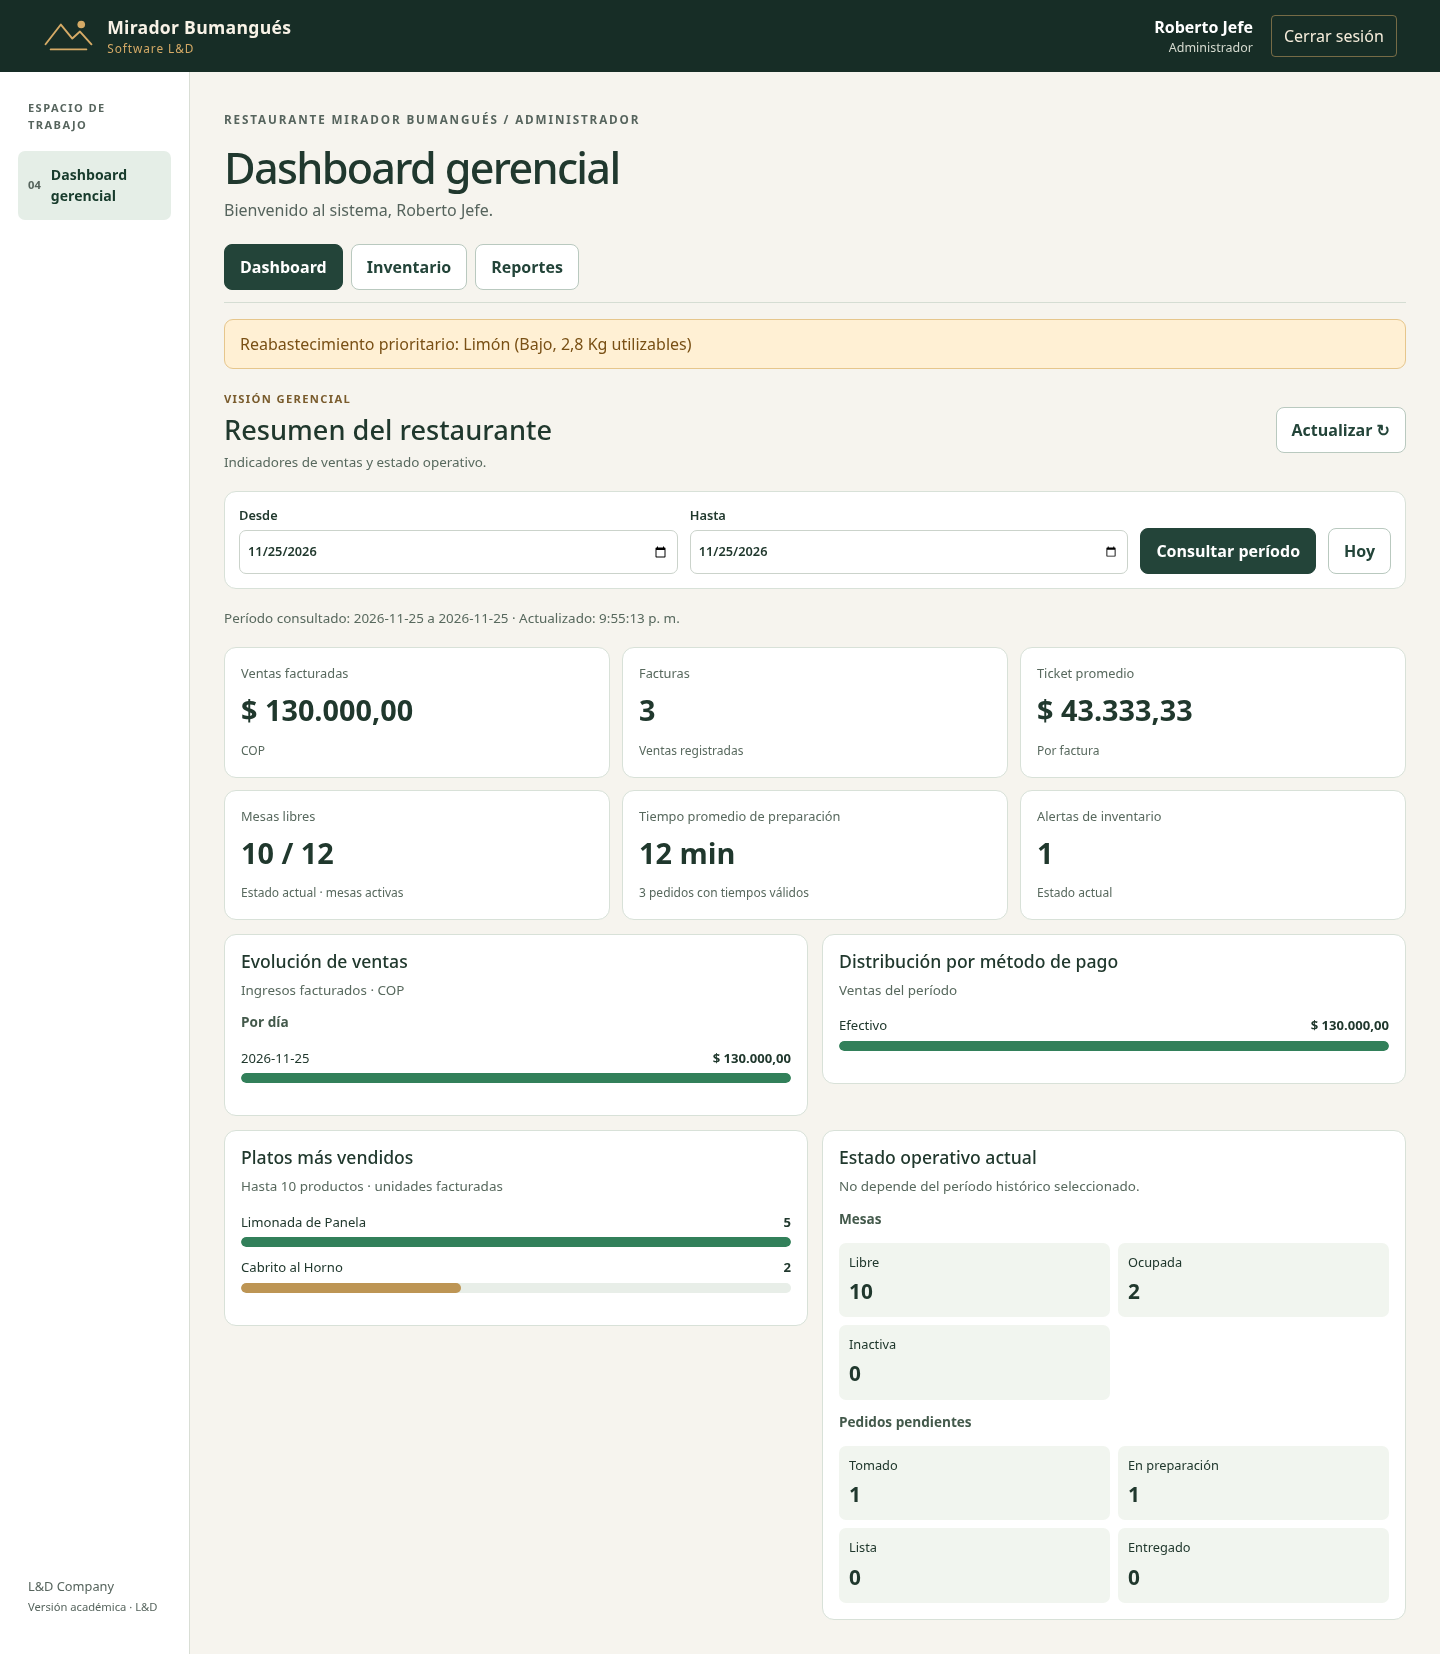 Mirador Bumangués
Software L&D
Roberto Jefe
Administrador
Cerrar sesión
ESPACIO DE
TRABAJO
04
Dashboard
gerencial
RESTAURANTE MIRADOR BUMANGUÉS / ADMINISTRADOR
Dashboard gerencial
Bienvenido al sistema, Roberto Jefe.
Dashboard
Inventario
Reportes
Reabastecimiento prioritario: Limón (Bajo, 2,8 Kg utilizables)
VISIÓN GERENCIAL
Resumen del restaurante
Indicadores de ventas y estado operativo.
Actualizar ↻
Desde
11/25/2026
Hasta
11/25/2026
Consultar período
Hoy
Período consultado: 2026-11-25 a 2026-11-25 · Actualizado: 9:55:13 p. m.
Ventas facturadas
$ 130.000,00
COP
Facturas
3
Ventas registradas
Ticket promedio
$ 43.333,33
Por factura
Mesas libres
10 / 12
Estado actual · mesas activas
Tiempo promedio de preparación
12 min
3 pedidos con tiempos válidos
Alertas de inventario
1
Estado actual
Evolución de ventas
Ingresos facturados · COP
Por día
2026-11-25
$ 130.000,00
Distribución por método de pago
Ventas del período
Efectivo
$ 130.000,00
Platos más vendidos
Hasta 10 productos · unidades facturadas
Limonada de Panela
5
Cabrito al Horno
2
Estado operativo actual
No depende del período histórico seleccionado.
Mesas
Libre
10
Ocupada
2
Inactiva
0
Pedidos pendientes
Tomado
1
En preparación
1
Lista
0
Entregado
0
L&D Company
Versión académica · L&D